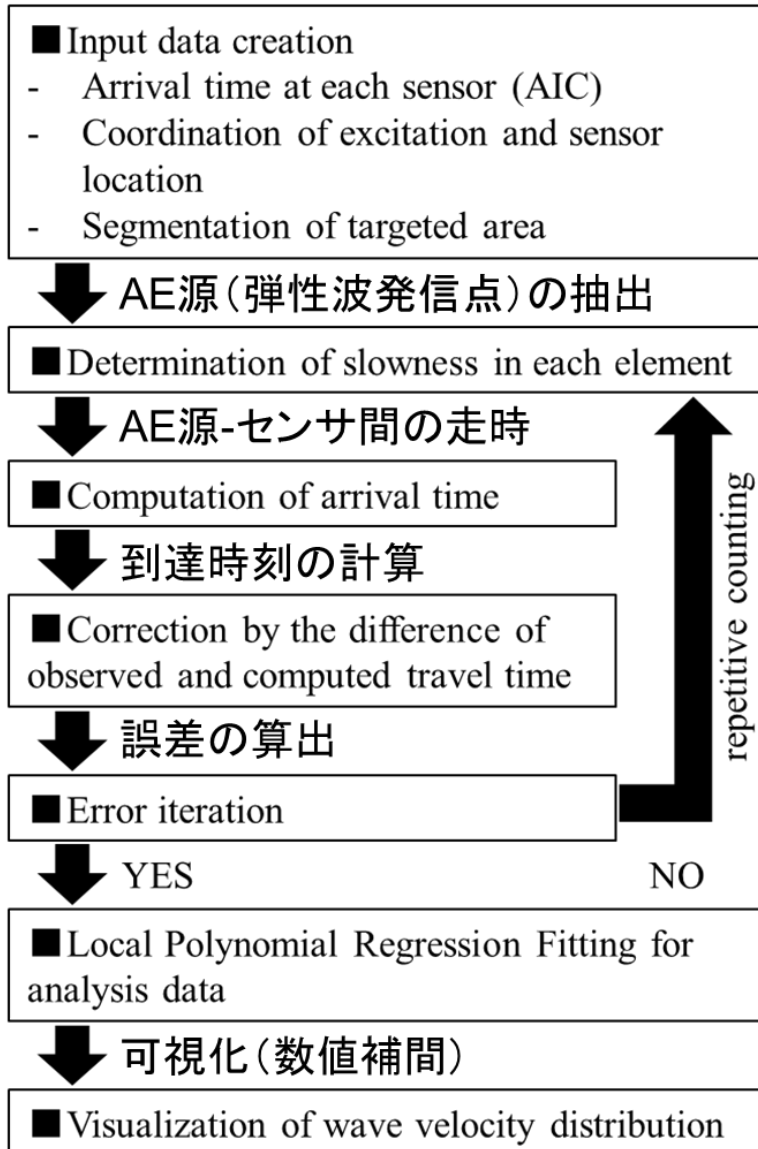 ■Input data creation
- Arrival time at each sensor (AIC)
- Coordination of excitation and sensor
location
- Segmentation of targeted area
AE源（弾性波発信点）の抽出
■Determination of slowness in each element
AE源-センサ間の走時
■Computation of arrival time
到達時刻の計算
■Correction by the difference of
observed and computed travel time
誤差の算出
■Error iteration
repetitive counting
YES
NO
■Local Polynomial Regression Fitting for
analysis data
可視化（数値補間）
■Visualization of wave velocity distribution